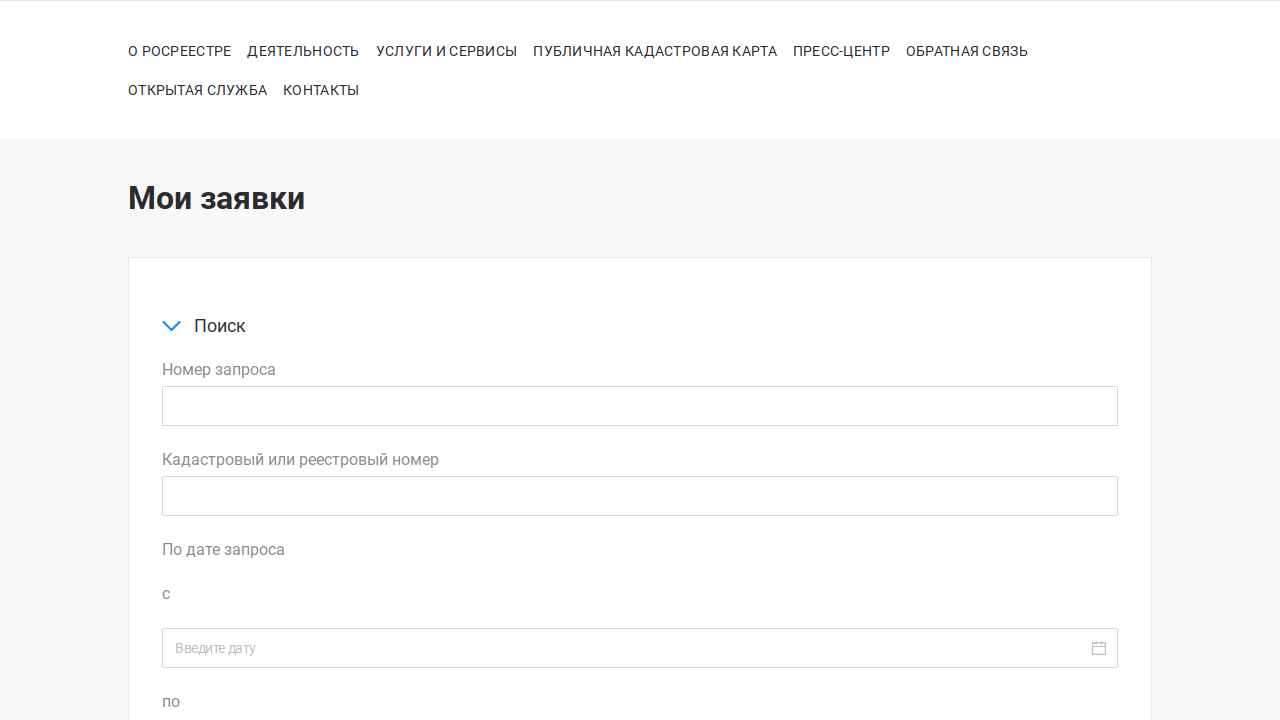 О РОСРЕЕСТРЕ ДЕЯТЕЛЬНОСТЬ УСЛУГИ И СЕРВИСЫ ПУБЛИЧНАЯ КАДАСТРОВАЯ КАРТА ПРЕСС-ЦЕНТР ОБРАТНАЯ СВЯЗЬ
ОТКРЫТАЯ СЛУЖБА КОНТАКТЫ
Мои заявки
Поиск
Номер запроса
Кадастровый или реестровый номер
По дате запроса
с
Введите дату
по